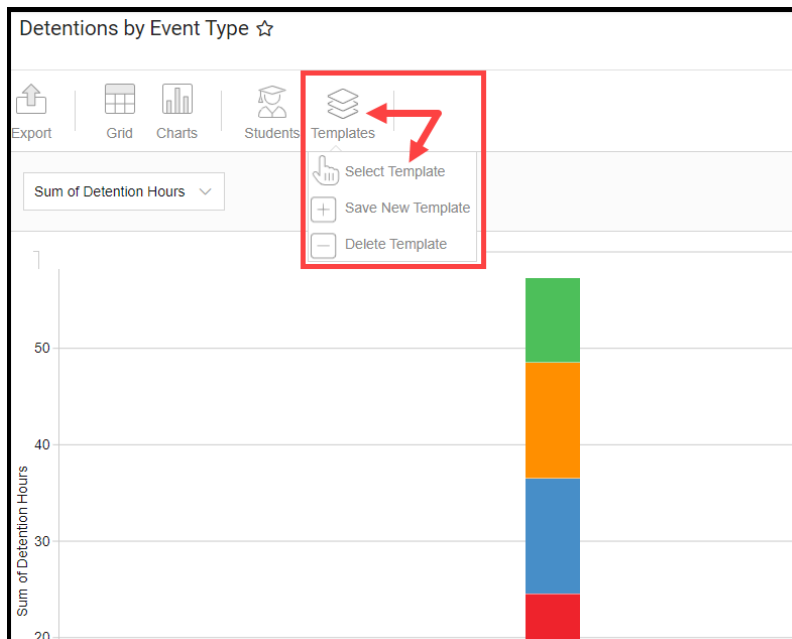 Detentions by Event Type
Export Grid Charts Students Templates
Select Template
Sum of Detention Hours
Save New Template
Delete Template
50
40
30
20
Sum of Detention Hours